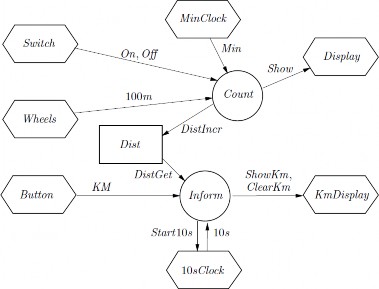 MinClock
Switch
On, Off
Min
Show
Display
100m
Count
Wheels
DistIncr
Dist
DistGet
Button
KM
Inform
ShowKm,
ClearKm
KmDisplay
Start10s
10s
10sClock